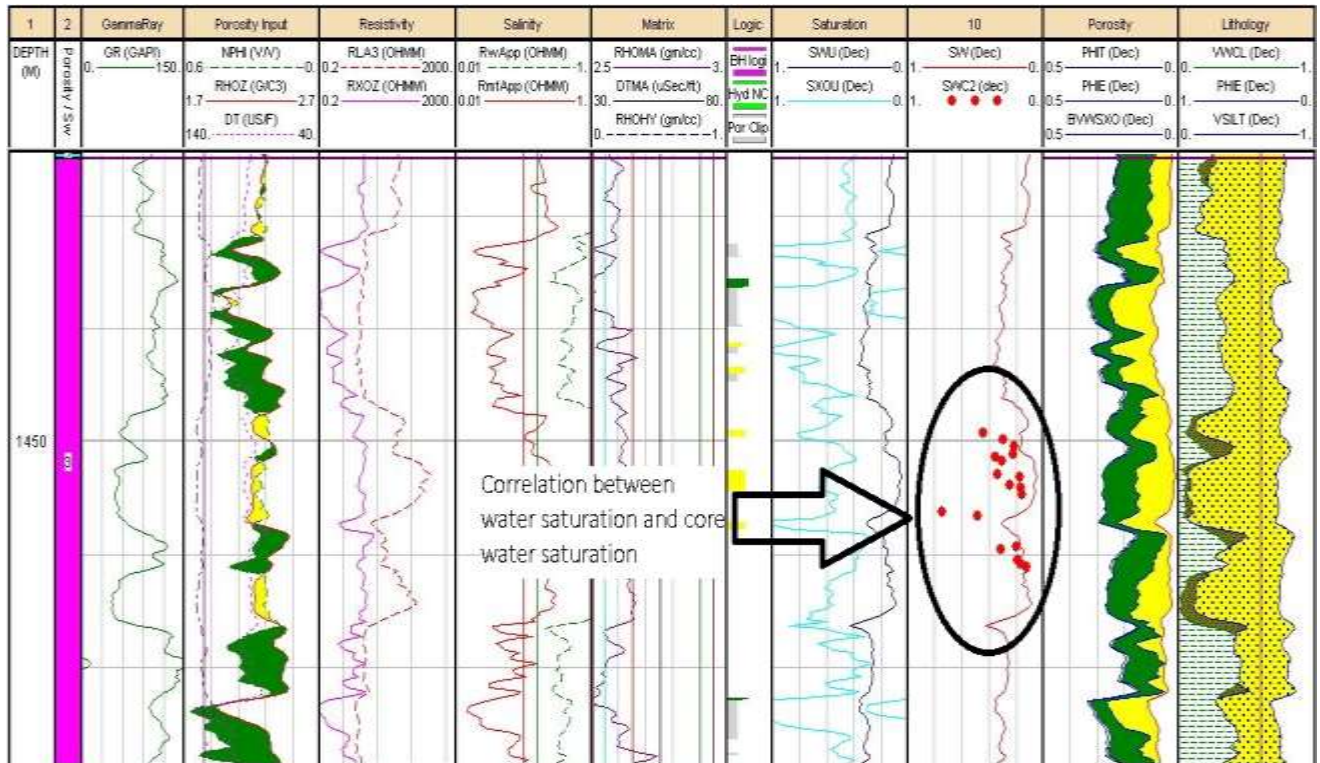 1 2 GammaRay Porosity Input Resistivity Salinity Matrix Logic Saturation 10 Porosity Lithology
DEPTH (M)
Porosity / Sw
GR (GAPI)
0. 150.
NPHI (V/V)
0.6 -0.
RHOZ (G/C3)
1.7 2.7
DT (US/F)
140. 40.
RLA3 (OHMM)
0.2 2000.
RXOZ (OHMM)
0.2 2000.
RwApp (OHMM)
0.01 1.
RmfApp (OHMM)
0.01 1.
RHOMA (gm/cc)
2.5 3.
DTMA (uSec/ft)
30. 80.
RHOHY (gm/cc)
0. 1.
BH logi
Hyd NC
Por Clip
SWU (Dec)
1. 0.
SXOU (Dec)
1. 0.
SW (Dec)
1. 0.
SWC2 (dec)
1. 0.
PHIT (Dec)
0.5 0.
PHIE (Dec)
0.5 0.
BVWSXO (Dec)
0.5 0.
VWCL (Dec)
0. 1.
PHIE (Dec)
1. 0.
VSILT (Dec)
0. 1.
1450
Correlation between
water saturation and core
water saturation